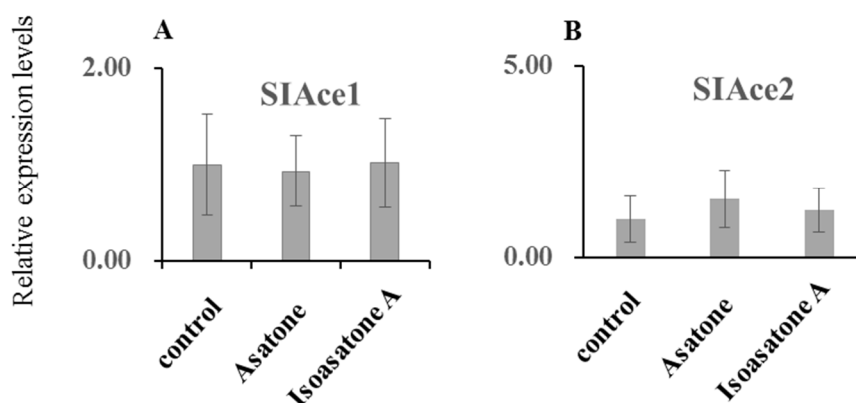 A
B
Relative expression levels
2.00
0.00
SIAce1
control
Asatone
Isoasatone A
5.00
0.00
SIAce2
control
Asatone
Isoasatone A